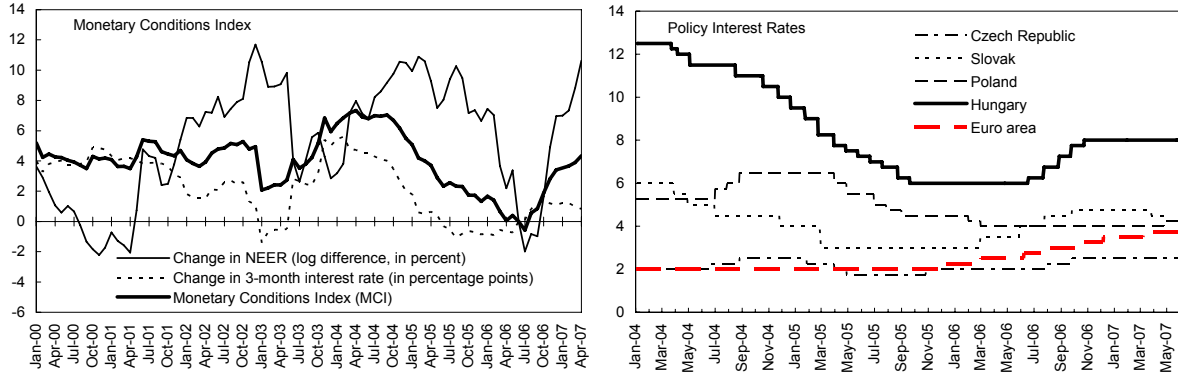 Monetary Conditions Index
14
12
10
8
6
4
2
0
-2
-4
-6
Change in NEER (log difference, in percent)
Change in 3-month interest rate (in percentage points)
Monetary Conditions Index (MCI)
Jan-00
Apr-00
Jul-00
Oct-00
Jan-01
Apr-01
Jul-01
Oct-01
Jan-02
Apr-02
Jul-02
Oct-02
Jan-03
Apr-03
Jul-03
Oct-03
Jan-04
Apr-04
Jul-04
Oct-04
Jan-05
Apr-05
Jul-05
Oct-05
Jan-06
Apr-06
Jul-06
Oct-06
Jan-07
Apr-07
Policy Interest Rates
14
12
10
8
6
4
2
0
Czech Republic
Slovak
Poland
Hungary
Euro area
Jan-04
Mar-04
May-04
Jul-04
Sep-04
Nov-04
Jan-05
Mar-05
May-05
Jul-05
Sep-05
Nov-05
Jan-06
Mar-06
May-06
Jul-06
Sep-06
Nov-06
Jan-07
Mar-07
May-07